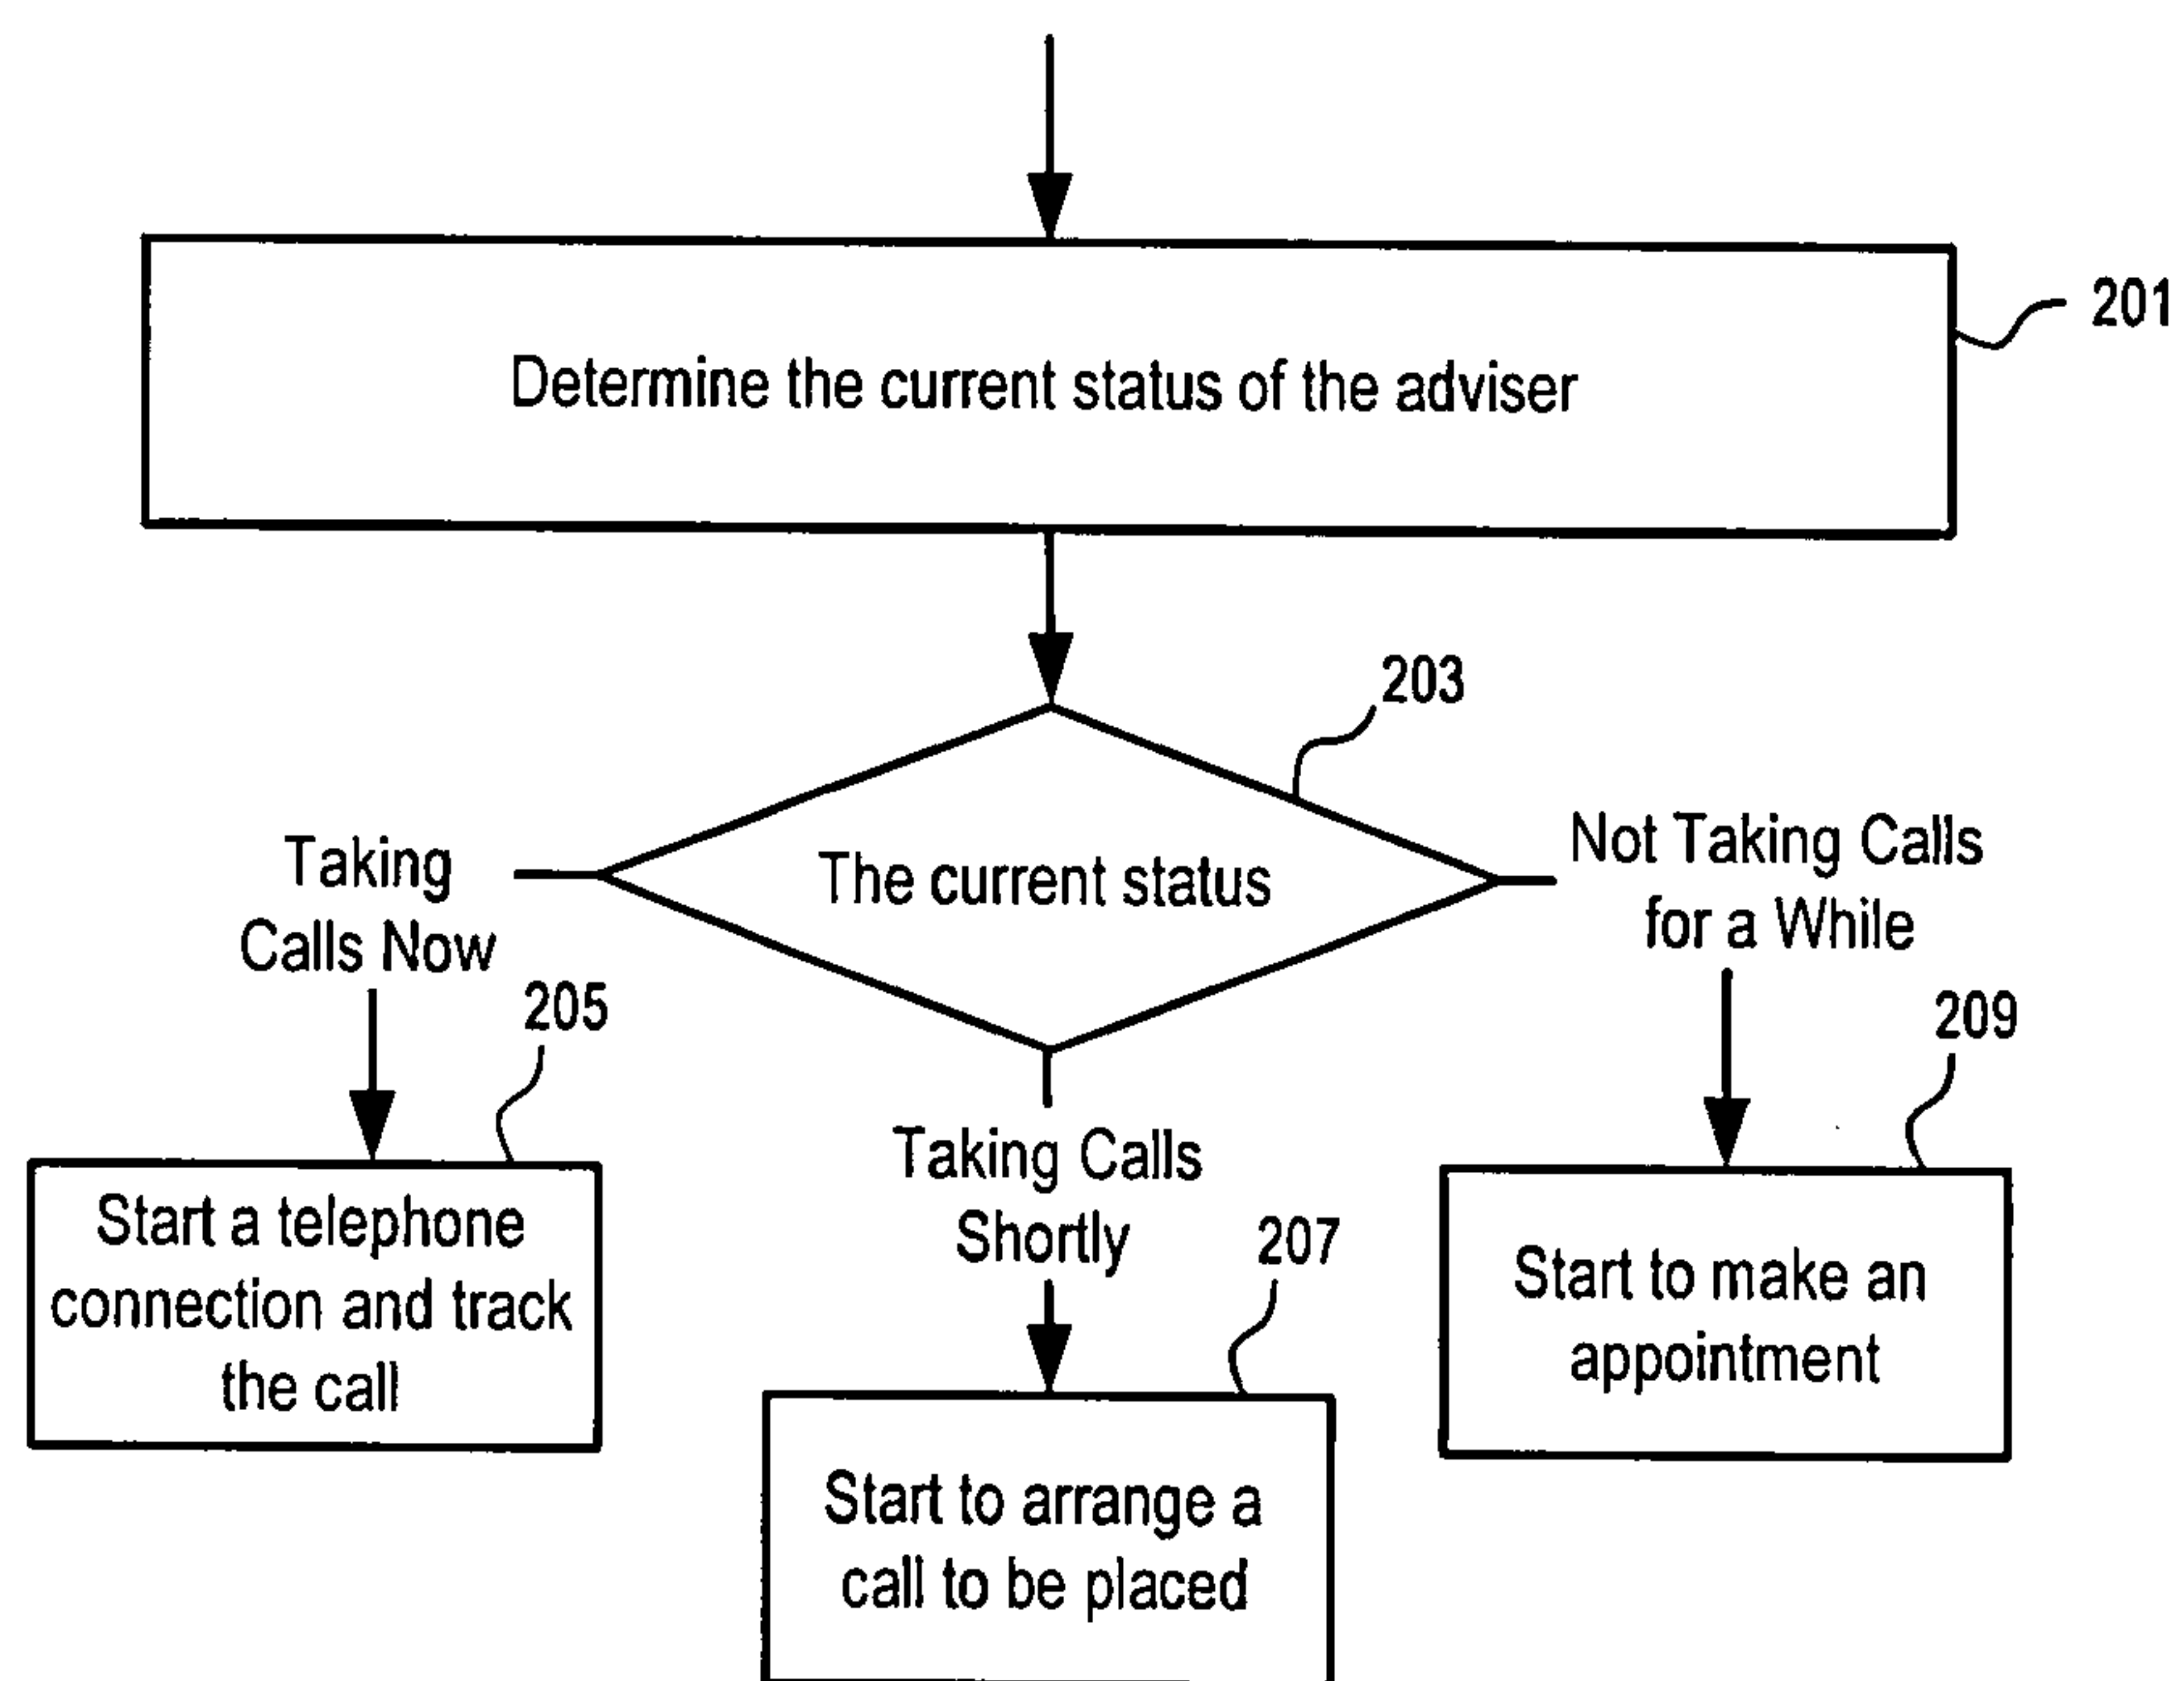 201
Determine the current status of the adviser
203
The current status
Taking
Calls Now
Not Taking Calls
for a While
205
209
Taking Calls
Shortly
207
Start a telephone
connection and track
the call
Start to make an
appointment
Start to arrange a
call to be placed